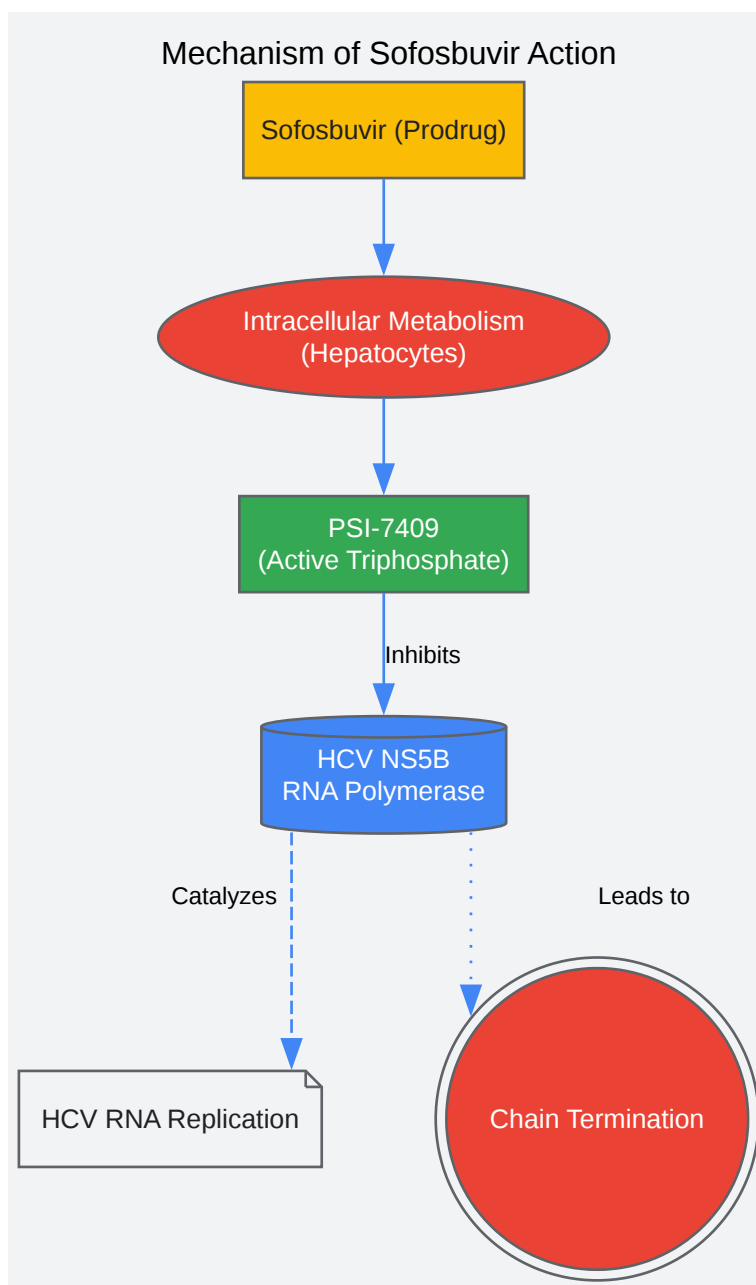 Mechanism of Sofosbuvir Action
Sofosbuvir (Prodrug)
Intracellular Metabolism
(Hepatocytes)
PSI-7409
(Active Triphosphate)
Inhibits
HCV NS5B
RNA Polymerase
Catalyzes
Leads to
HCV RNA Replication
Chain Termination